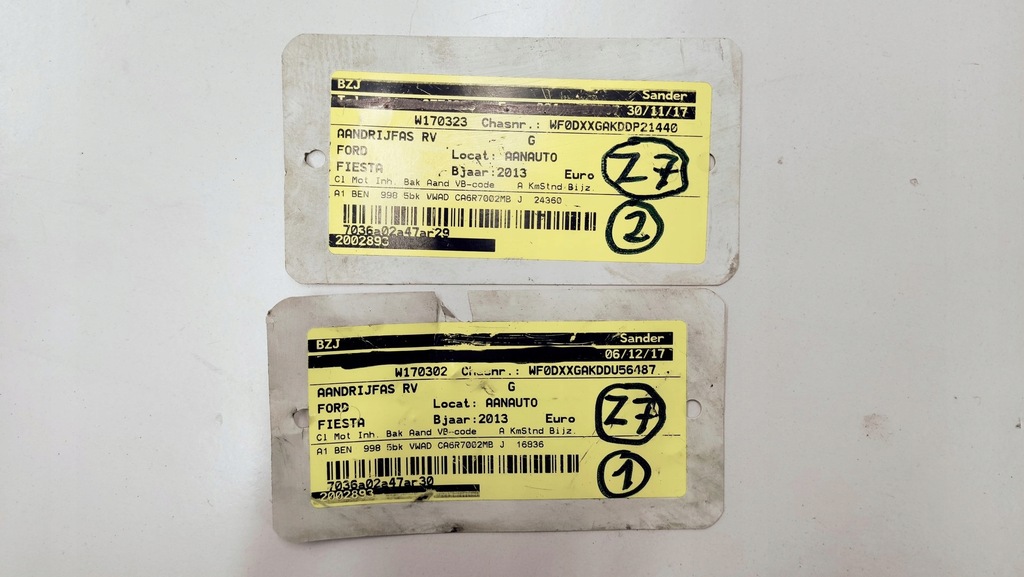 BZJ Sander
30/11/17
W170323 Chasnr.: WF0DXXGAKDDP21440
AANDRIJFAS RV G
FORD Locat: AANAUTO
FIESTA Bjaar:2013 Euro
Z7
Cl Mot Inh. Bak Aand VB-code A KmStnd Bijz.
A1 BEN 998 5bk VWAD CA6R7002MB J 24360
2
7036a02a47ar29
2002893
BZJ Sander
06/12/17
W170302 Chasnr.: WF0DXXGAKDDU56487
AANDRIJFAS RV G
FORD Locat: AANAUTO
FIESTA Bjaar:2013 Euro
Z7
Cl Mot Inh. Bak Aand VB-code A KmStnd Bijz.
A1 BEN 998 5bk VWAD CA6R7002MB J 16936
1
7036a02a47ar30
2002893